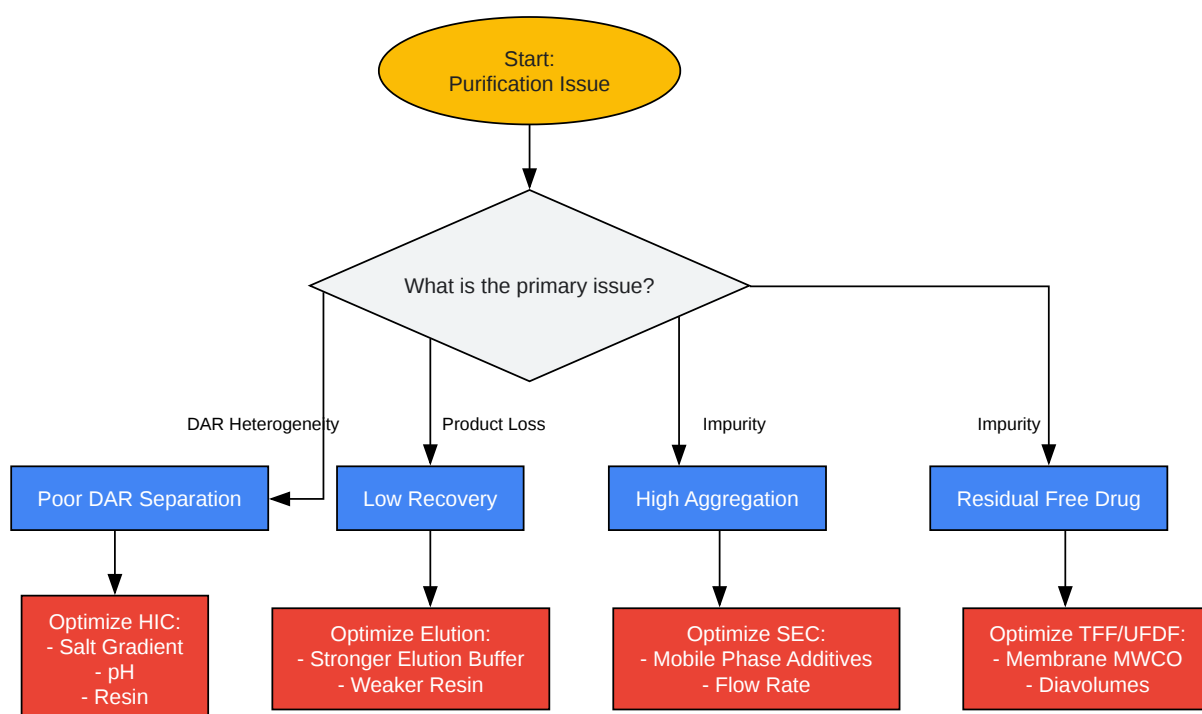 Start:
Purification Issue
What is the primary issue?
DAR Heterogeneity
Product Loss
Impurity
Impurity
Poor DAR Separation
Low Recovery
High Aggregation
Residual Free Drug
Optimize HIC:
- Salt Gradient
- pH
- Resin
Optimize Elution:
- Stronger Elution Buffer
- Weaker Resin
Optimize SEC:
- Mobile Phase Additives
- Flow Rate
Optimize TFF/UFDF:
- Membrane MWCO
- Diavolumes